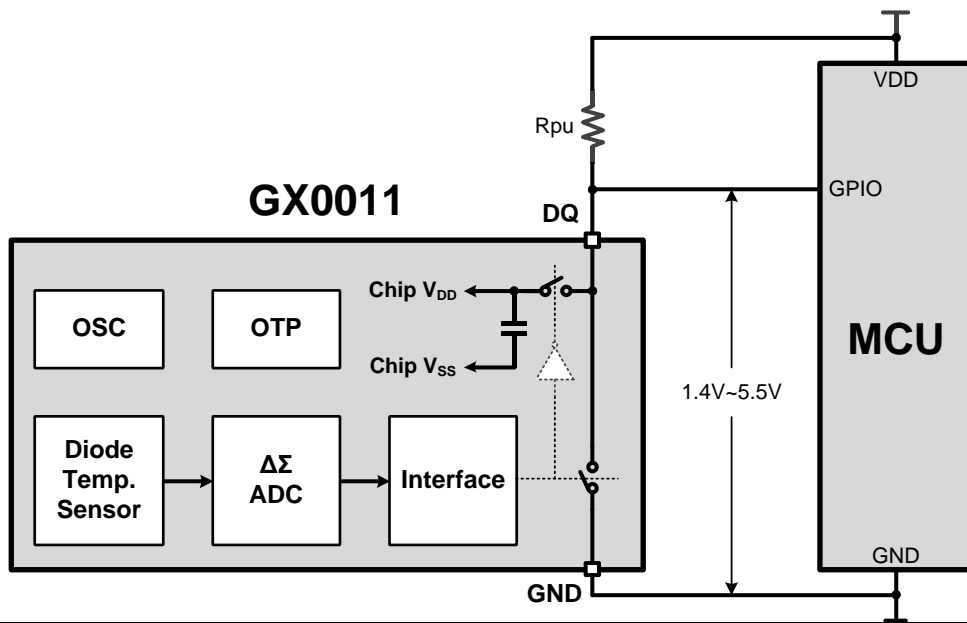 VDD
Rpu
GX0011
DQ
GPIO
Chip VDD
OSC
OTP
MCU
Chip VSS
1.4V~5.5V
Diode
Temp.
Sensor
ΔΣ
ADC
Interface
GND
GND